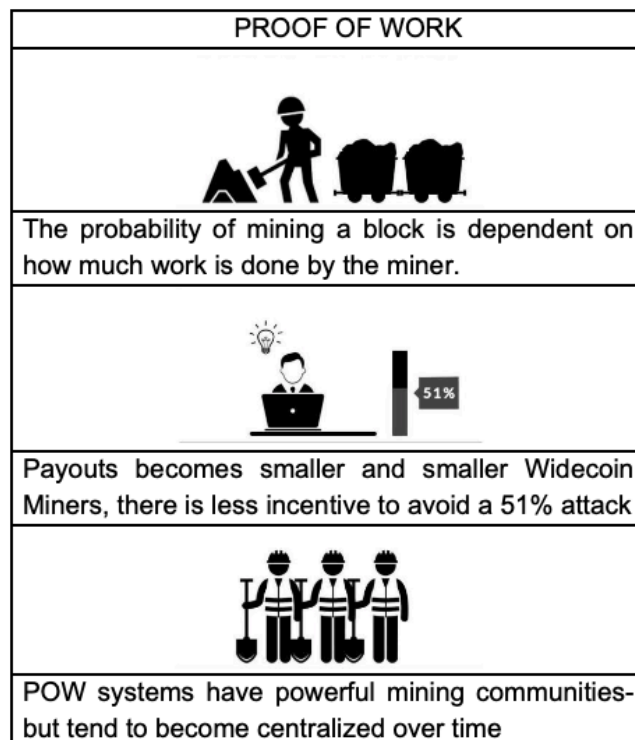 PROOF OF WORK
The probability of mining a block is dependent on
how much work is done by the miner.
51%
Payouts becomes smaller and smaller Widecoin
Miners, there is less incentive to avoid a 51% attack
POW systems have powerful mining communities-
but tend to become centralized over time